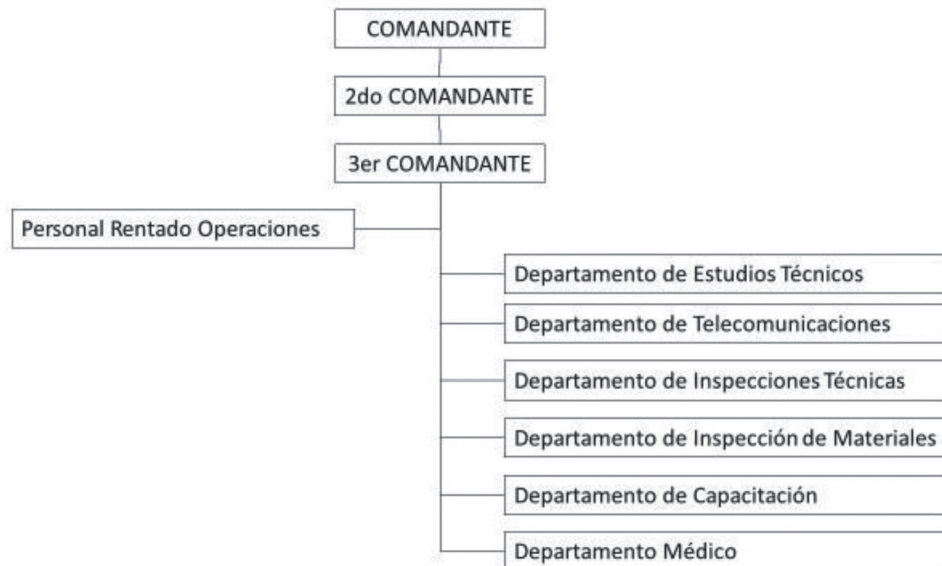 COMANDANTE
2do COMANDANTE
3er COMANDANTE
Personal Rentado Operaciones
Departamento de Estudios Técnicos
Departamento de Telecomunicaciones
Departamento de Inspecciones Técnicas
Departamento de Inspección de Materiales
Departamento de Capacitación
Departamento Médico